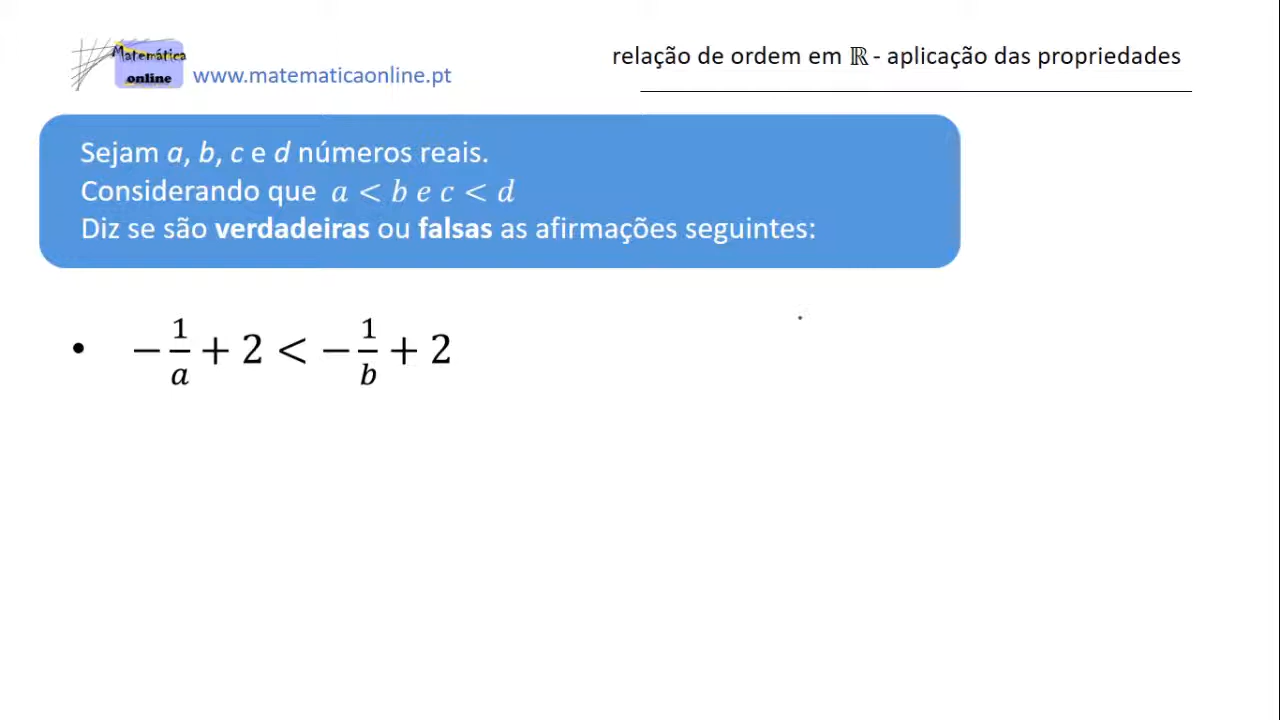 Matemática
online
www.matematicaonline.pt
relação de ordem em ℝ - aplicação das propriedades
Sejam a, b, c e d números reais.
Considerando que a < b e c < d
Diz se são verdadeiras ou falsas as afirmações seguintes:
• −1/a + 2 < −1/b + 2